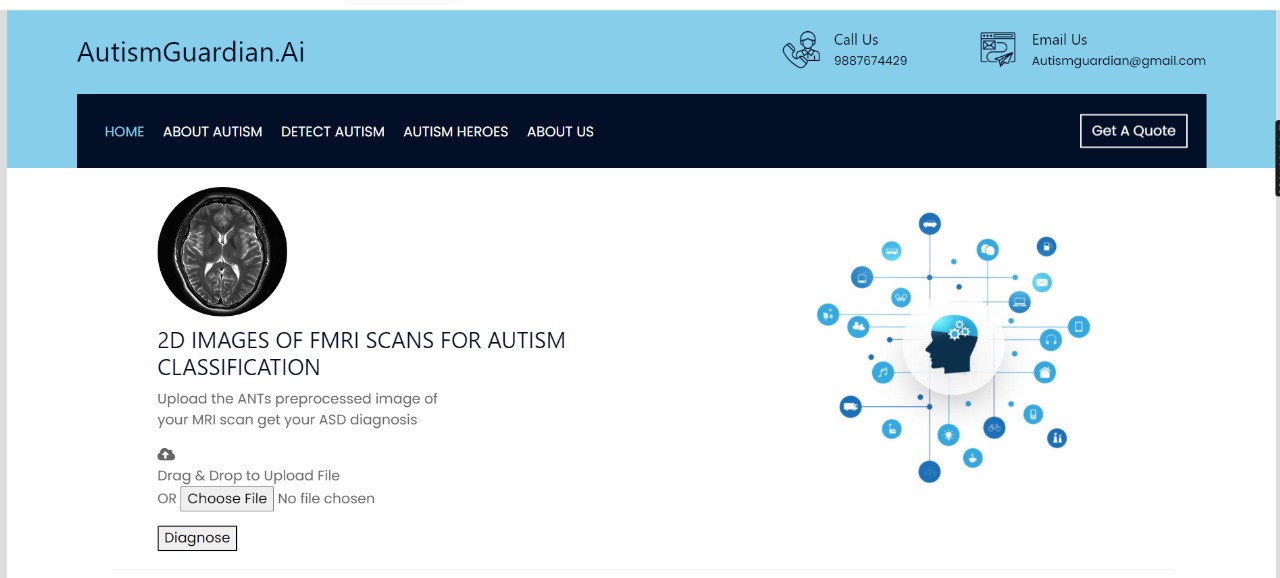 AutismGuardian.Ai
Call Us
9887674429
Email Us
Autismguardian@gmail.com
HOME ABOUT AUTISM DETECT AUTISM AUTISM HEROES ABOUT US
Get A Quote
2D IMAGES OF FMRI SCANS FOR AUTISM
CLASSIFICATION
Upload the ANTs preprocessed image of
your MRI scan get your ASD diagnosis
Drag & Drop to Upload File
OR Choose File No file chosen
Diagnose